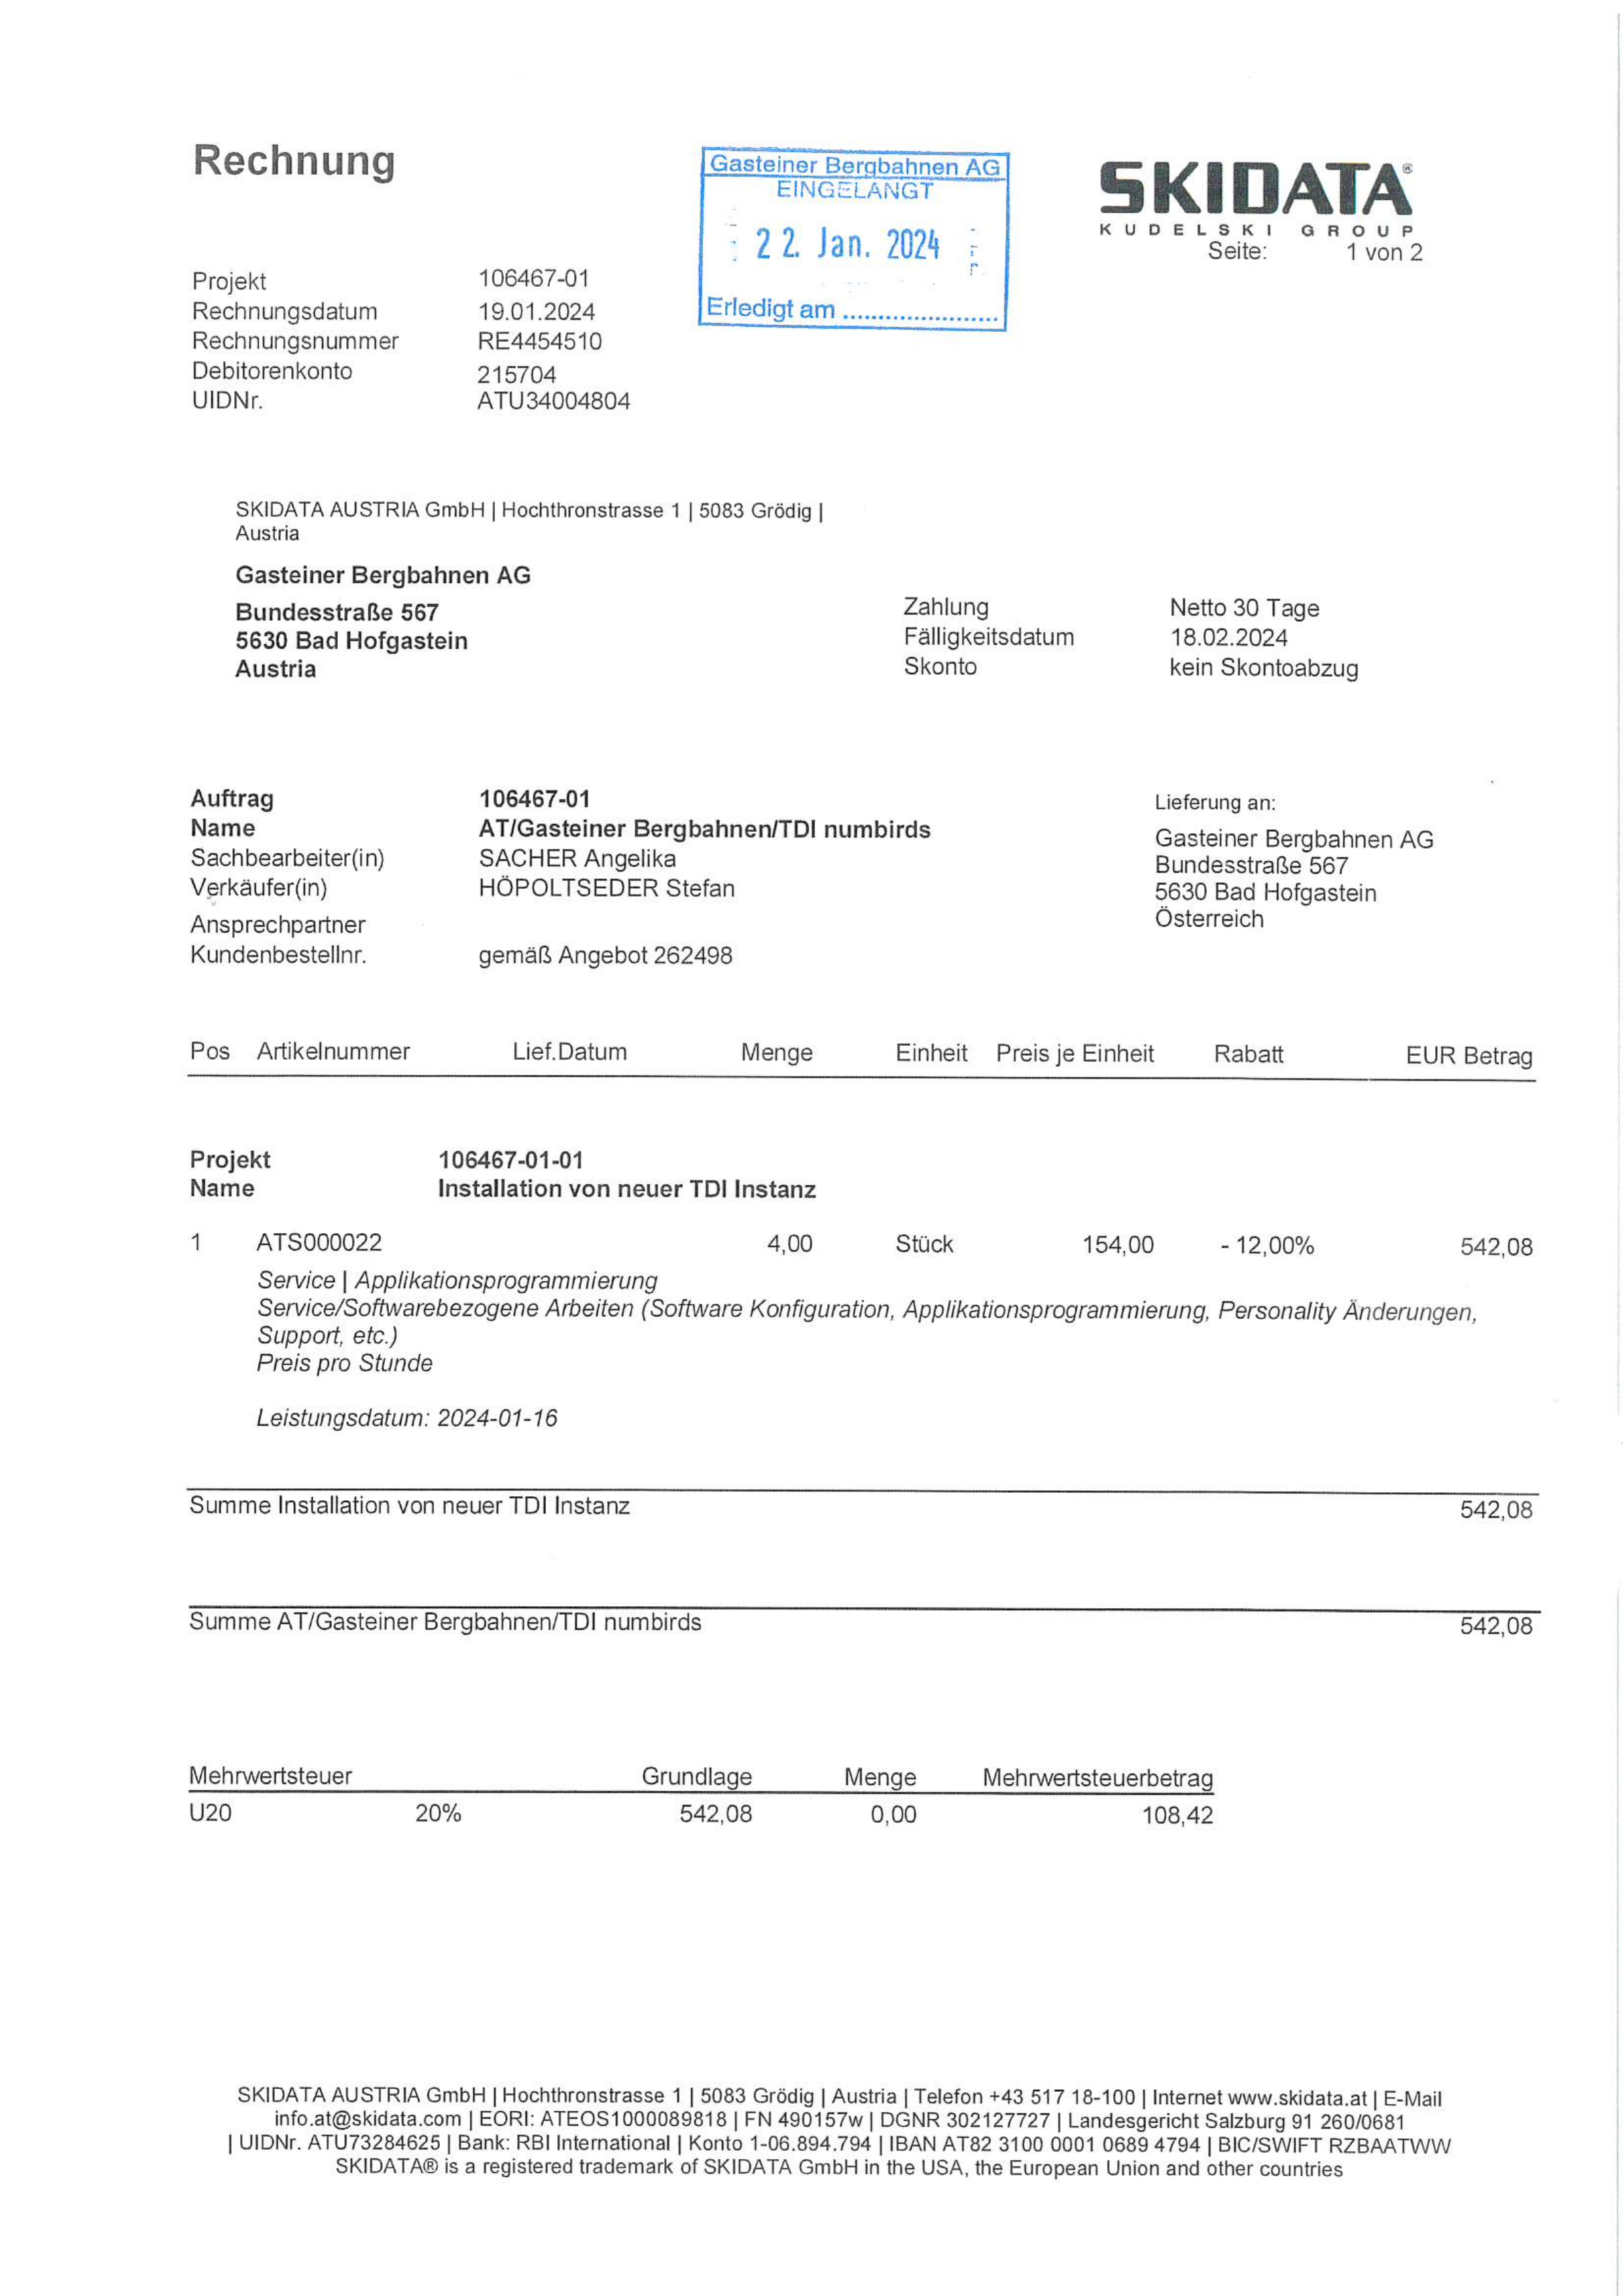 Rechnung
Gasteiner Bergbahnen AG
EINGELANGT
22. Jan. 2024
Erledigt am ......................
SKIDATA®
KUDELSKI GROUP
Seite: 1 von 2
Projekt 106467-01
Rechnungsdatum 19.01.2024
Rechnungsnummer RE4454510
Debitorenkonto 215704
UIDNr. ATU34004804
SKIDATA AUSTRIA GmbH | Hochthronstrasse 1 | 5083 Grödig |
Austria
Gasteiner Bergbahnen AG
Bundesstraße 567
5630 Bad Hofgastein
Austria
Zahlung Netto 30 Tage
Fälligkeitsdatum 18.02.2024
Skonto kein Skontoabzug
Auftrag 106467-01
Name AT/Gasteiner Bergbahnen/TDI numbirds
Sachbearbeiter(in) SACHER Angelika
Verkäufer(in) HÖPOLTSEDER Stefan
Ansprechpartner
Kundenbestellnr. gemäß Angebot 262498
Lieferung an:
Gasteiner Bergbahnen AG
Bundesstraße 567
5630 Bad Hofgastein
Österreich
Pos Artikelnummer Lief.Datum Menge Einheit Preis je Einheit Rabatt EUR Betrag
Projekt 106467-01-01
Name Installation von neuer TDI Instanz
1 ATS000022 4,00 Stück 154,00 - 12,00% 542,08
Service | Applikationsprogrammierung
Service/Softwarebezogene Arbeiten (Software Konfiguration, Applikationsprogrammierung, Personality Änderungen,
Support, etc.)
Preis pro Stunde
Leistungsdatum: 2024-01-16
Summe Installation von neuer TDI Instanz 542,08
Summe AT/Gasteiner Bergbahnen/TDI numbirds 542,08
Mehrwertsteuer Grundlage Menge Mehrwertsteuerbetrag
U20 20% 542,08 0,00 108,42
SKIDATA AUSTRIA GmbH | Hochthronstrasse 1 | 5083 Grödig | Austria | Telefon +43 517 18-100 | Internet www.skidata.at | E-Mail
info.at@skidata.com | EORI: ATEOS1000089818 | FN 490157w | DGNR 302127727 | Landesgericht Salzburg 91 260/0681
| UIDNr. ATU73284625 | Bank: RBI International | Konto 1-06.894.794 | IBAN AT82 3100 0001 0689 4794 | BIC/SWIFT RZBAATWW
SKIDATA® is a registered trademark of SKIDATA GmbH in the USA, the European Union and other countries